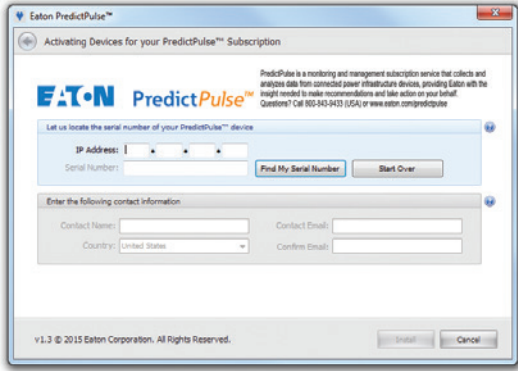 Eaton PredictPulse™
Activating Devices for your PredictPulse™ Subscription
PredictPulse is a monitoring and management subscription service that collects and
analyzes data from connected power infrastructure devices, providing Eaton with the
insight needed to make recommendations and take action on your behalf.
Questions? Call 800-843-9433 (USA) or www.eaton.com/predictpulse
EATON PredictPulse™
Let us locate the serial number of your PredictPulse™ device
IP Address:
Serial Number: Find My Serial Number Start Over
Enter the following contact information
Contact Name: Contact Email:
Country: United States Confirm Email:
v1.3 © 2015 Eaton Corporation. All Rights Reserved. Install Cancel